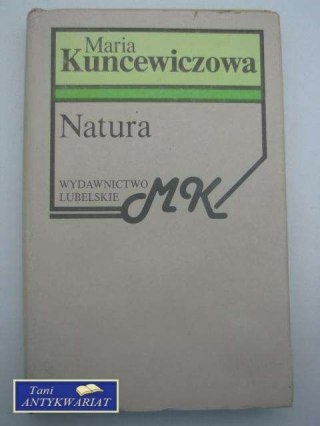 Maria
Kuncewiczowa
Natura
WYDAWNICTWO
LUBELSKIE
MK
Tani
ANTYKWARIAT